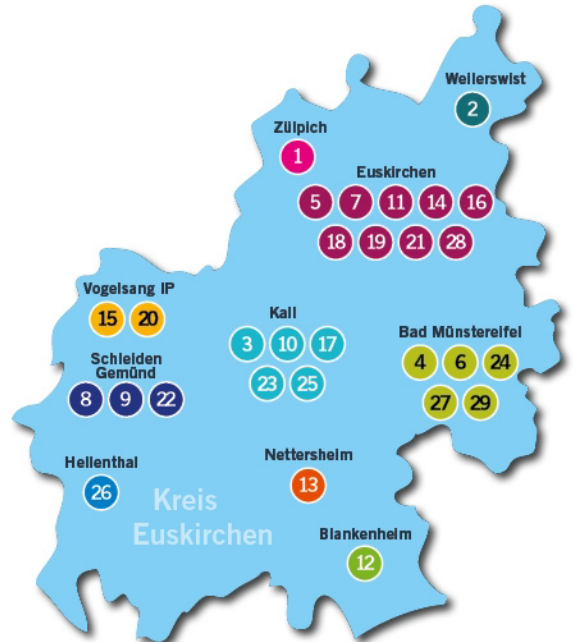 Weilerswist
2
Zülpich
1
Euskirchen
5 7 11 14 16
18 19 21 28
Vogelsang IP
15 20
Kall
3 10 17
23 25
Bad Münstereifel
4 6 24
27 29
Schleiden
Gemünd
8 9 22
Hellenthal
26
Nettersheim
13
Kreis
Euskirchen
Blankenheim
12